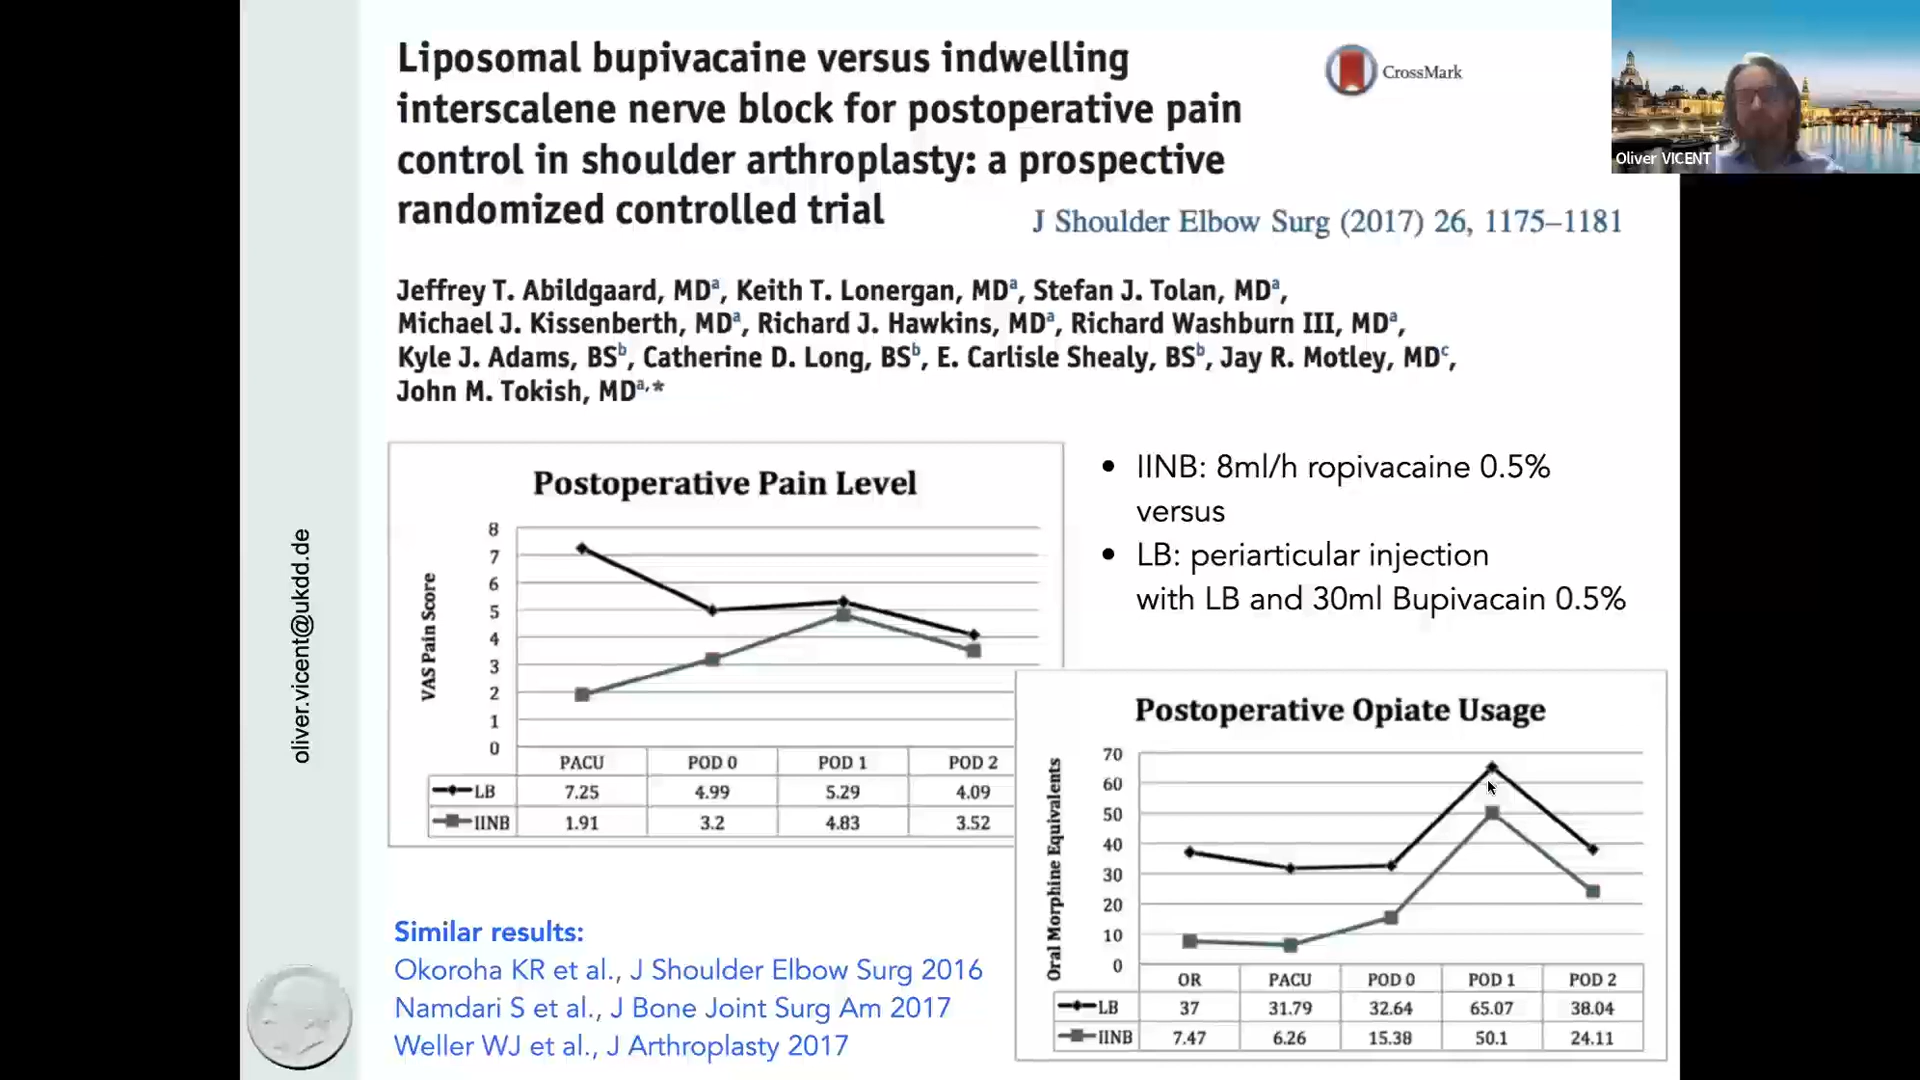 Liposomal bupivacaine versus indwelling
interscalene nerve block for postoperative pain
control in shoulder arthroplasty: a prospective
randomized controlled trial
CrossMark
Oliver VICENT
J Shoulder Elbow Surg (2017) 26, 1175–1181
Jeffrey T. Abildgaard, MDa, Keith T. Lonergan, MDa, Stefan J. Tolan, MDa,
Michael J. Kissenberth, MDa, Richard J. Hawkins, MDa, Richard Washburn III, MDa,
Kyle J. Adams, BSb, Catherine D. Long, BSb, E. Carlisle Shealy, BSb, Jay R. Motley, MDc,
John M. Tokish, MDa,*
oliver.vicent@ukdd.de
Postoperative Pain Level
VAS Pain Score
8
7
6
5
4
3
2
1
0
PACU POD 0 POD 1 POD 2
LB 7.25 4.99 5.29 4.09
IINB 1.91 3.2 4.83 3.52
• IINB: 8ml/h ropivacaine 0.5%
versus
• LB: periarticular injection
with LB and 30ml Bupivacain 0.5%
Postoperative Opiate Usage
Oral Morphine Equivalents
70
60
50
40
30
20
10
0
OR PACU POD 0 POD 1 POD 2
LB 37 31.79 32.64 65.07 38.04
IINB 7.47 6.26 15.38 50.1 24.11
Similar results:
Okoroha KR et al., J Shoulder Elbow Surg 2016
Namdari S et al., J Bone Joint Surg Am 2017
Weller WJ et al., J Arthroplasty 2017